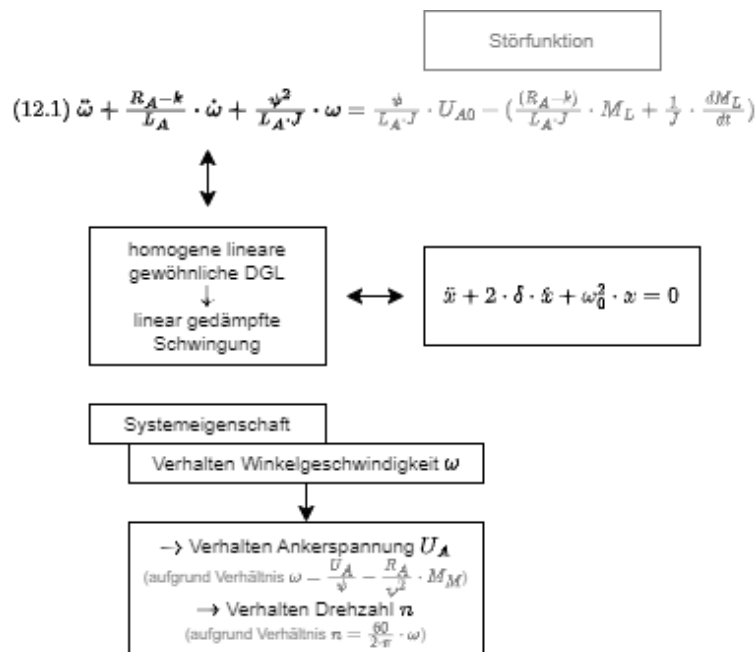 Störfunktion
(12.1) ω̈ + (R_A−k)/L_A · ω̇ + ψ²/(L_A·J) · ω = ψ/(L_A·J) · U_A0 − ((R_A−k)/(L_A·J) · M_L + 1/J · dM_L/dt)
homogene lineare
gewöhnliche DGL
↓
linear gedämpfte
Schwingung
ẍ + 2 · δ · ẋ + ω₀² · x = 0
Systemeigenschaft
Verhalten Winkelgeschwindigkeit ω
→ Verhalten Ankerspannung U_A
(aufgrund Verhältnis ω = U_A/ψ − R_A/ψ² · M_M)
→ Verhalten Drehzahl n
(aufgrund Verhältnis n = 60/(2·π) · ω)